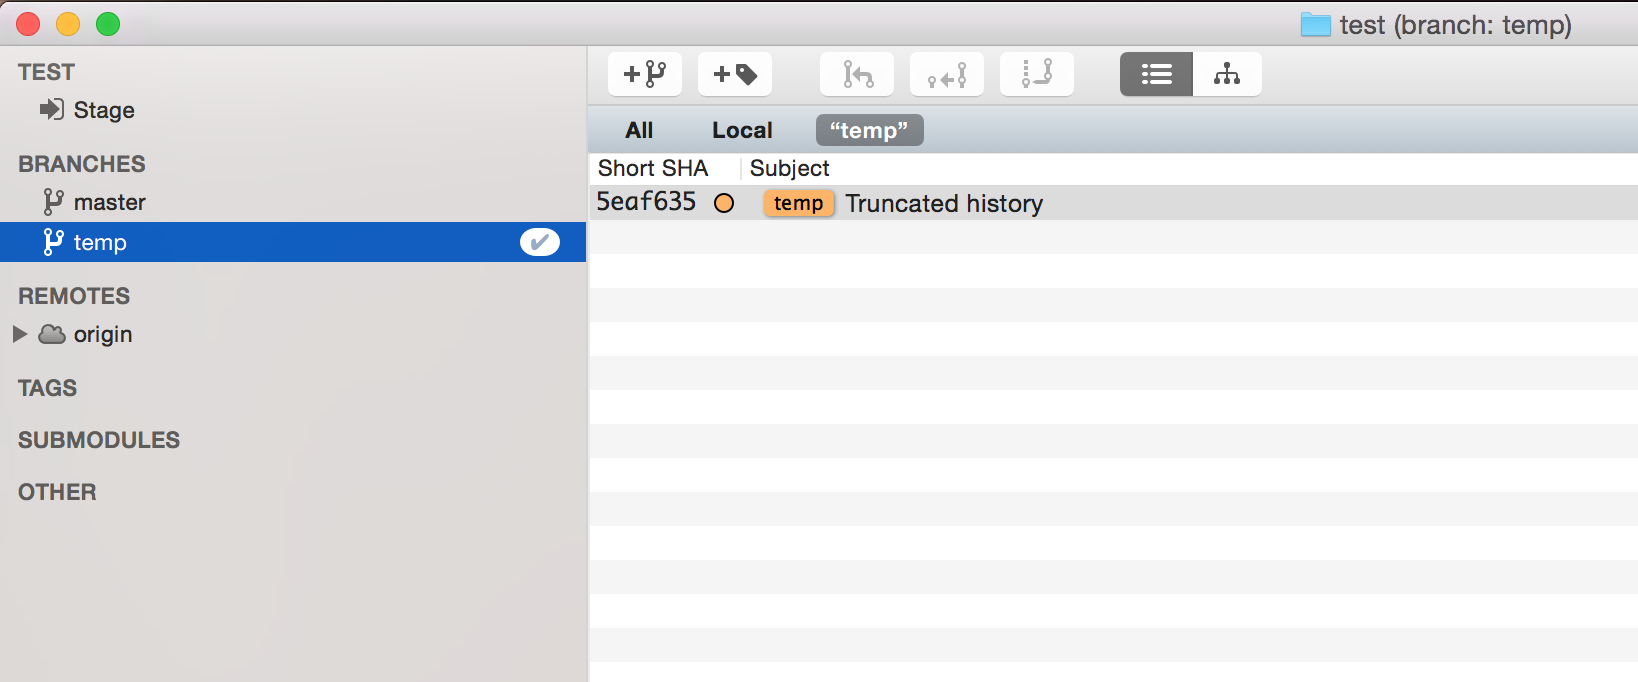 test (branch: temp)
TEST
Stage
BRANCHES
master
temp
REMOTES
origin
TAGS
SUBMODULES
OTHER
All Local “temp”
Short SHA Subject
5eaf635 temp Truncated history